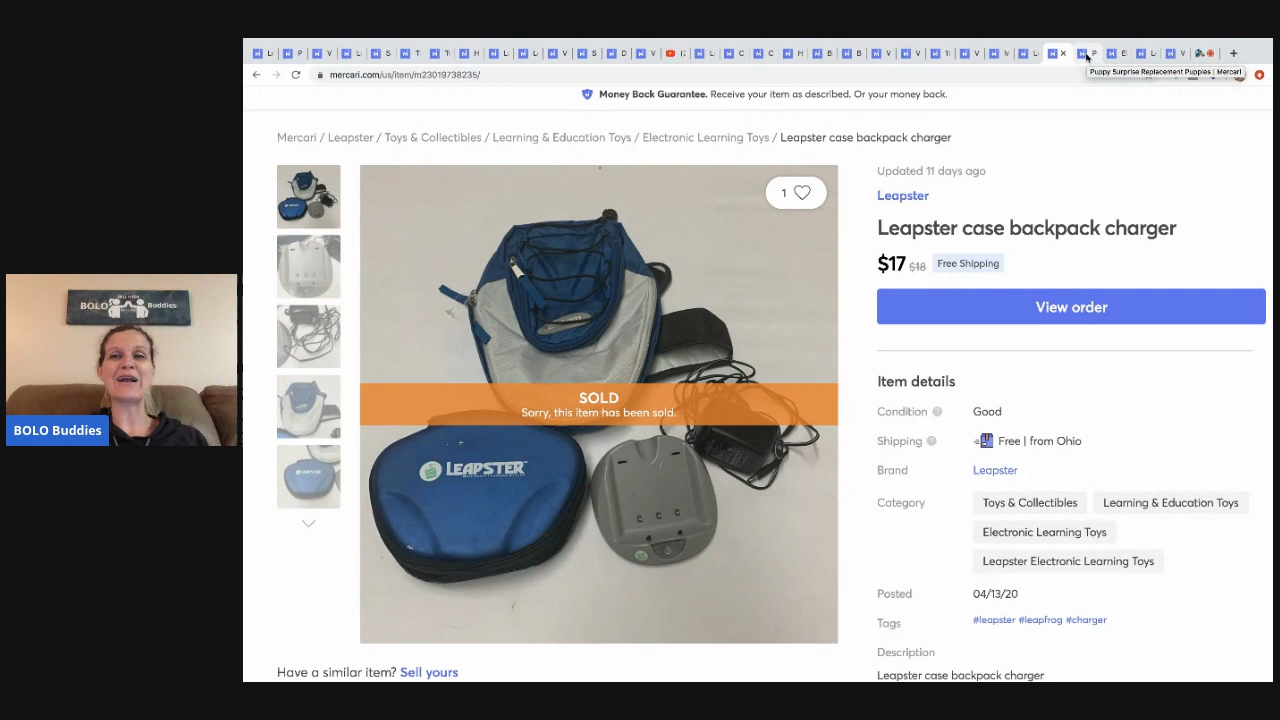 mercari.com/us/item/m23019738235/
Puppy Surprise Replacement Puppies | Mercari
Money Back Guarantee. Receive your item as described. Or your money back.
Mercari / Leapster / Toys & Collectibles / Learning & Education Toys / Electronic Learning Toys / Leapster case backpack charger
Updated 11 days ago
Leapster
Leapster case backpack charger
$17 $18 Free Shipping
View order
1
SOLD
Sorry, this item has been sold.
LEAPSTER
Item details
Condition Good
Shipping Free | from Ohio
Brand Leapster
Category Toys & Collectibles Learning & Education Toys
Electronic Learning Toys
Leapster Electronic Learning Toys
Posted 04/13/20
Tags #leapster #leapfrog #charger
Description
Leapster case backpack charger
Have a similar item? Sell yours
BOLO Buddies
BOLO Buddies